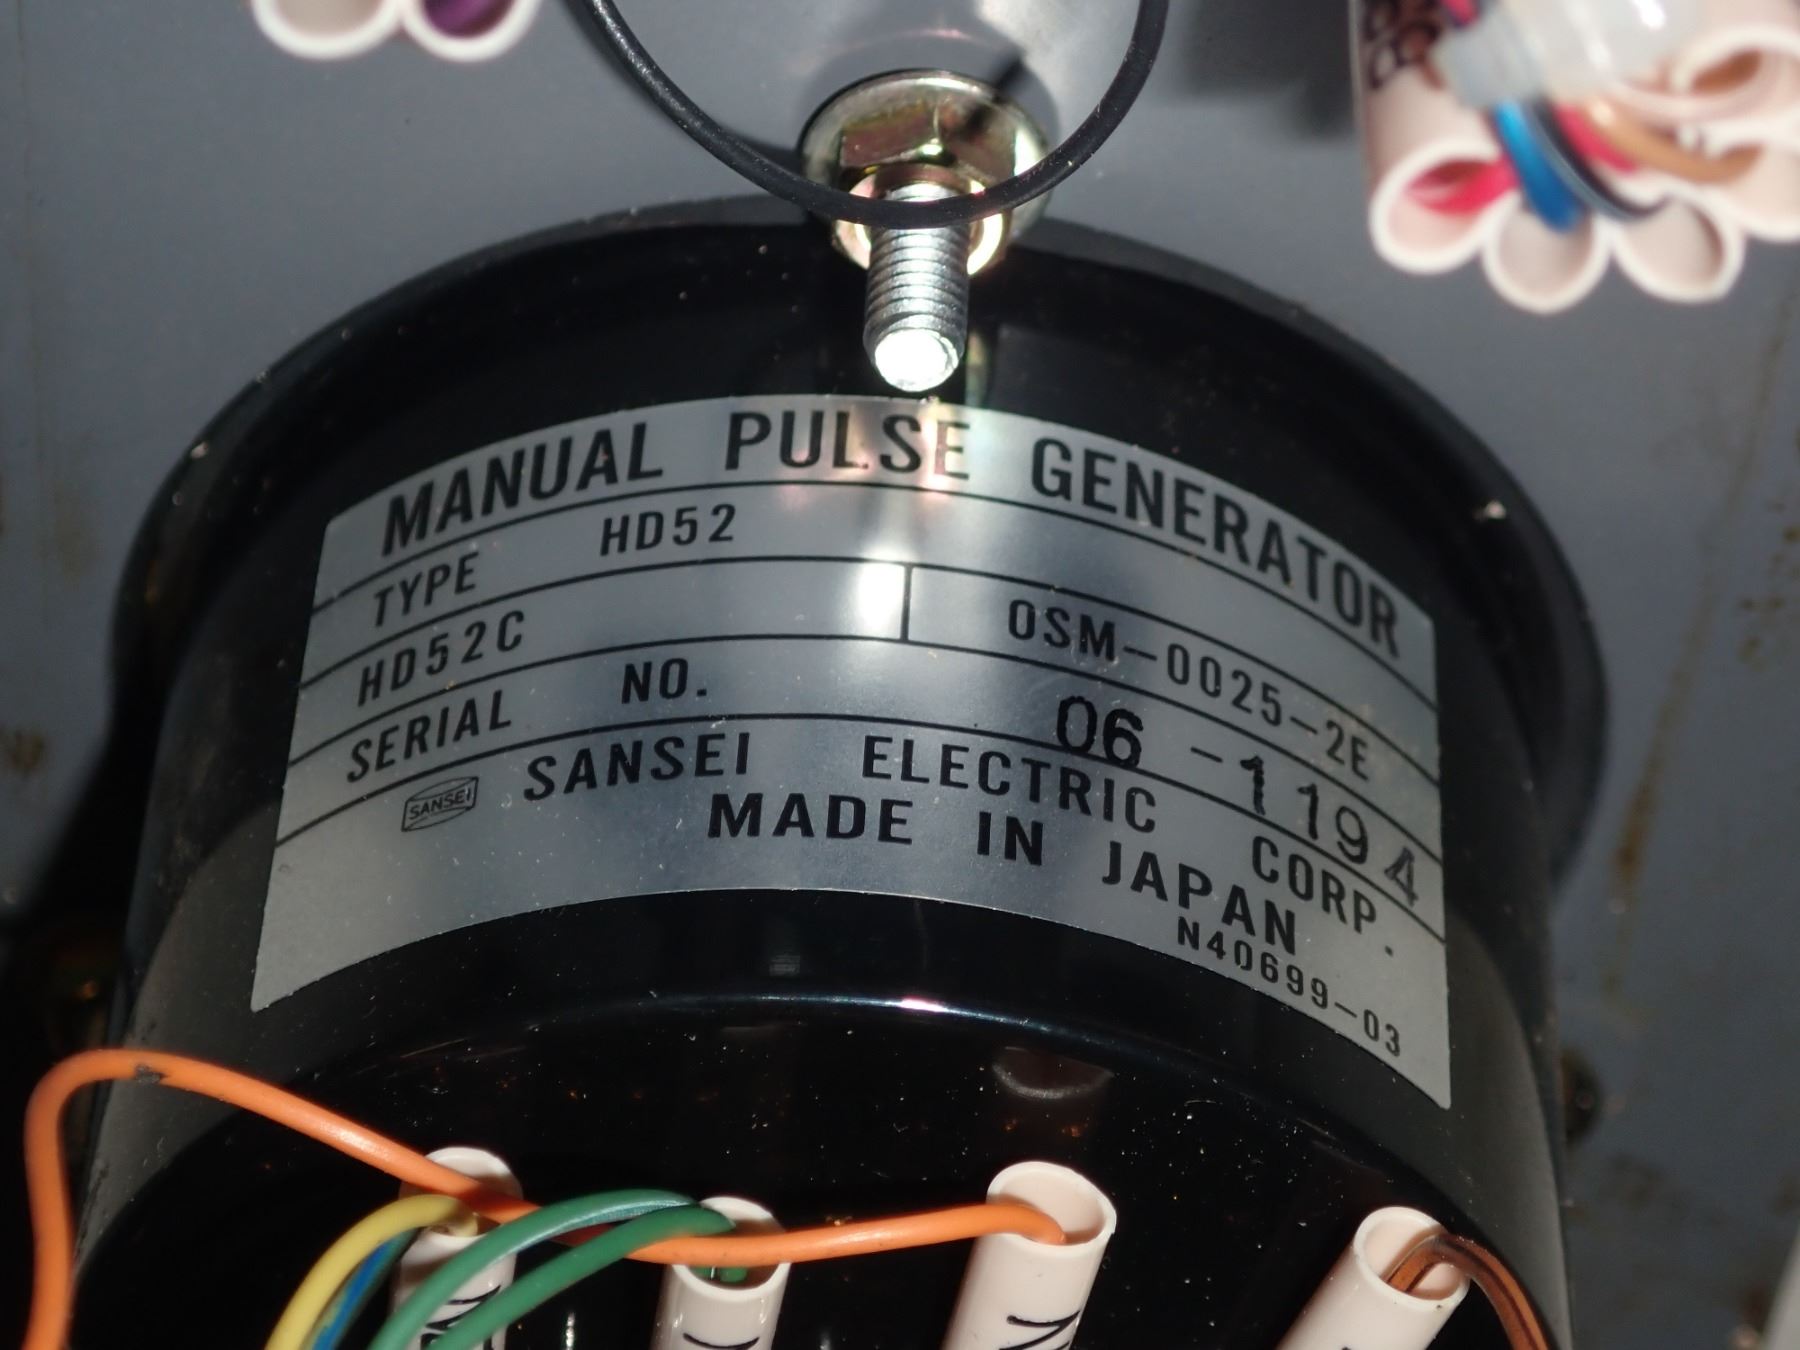 MANUAL PULSE GENERATOR
TYPE HD52
HD52C OSM-0025-2E
SERIAL NO. 06-1194
SANSEI SANSEI ELECTRIC CORP.
MADE IN JAPAN
N40699-03